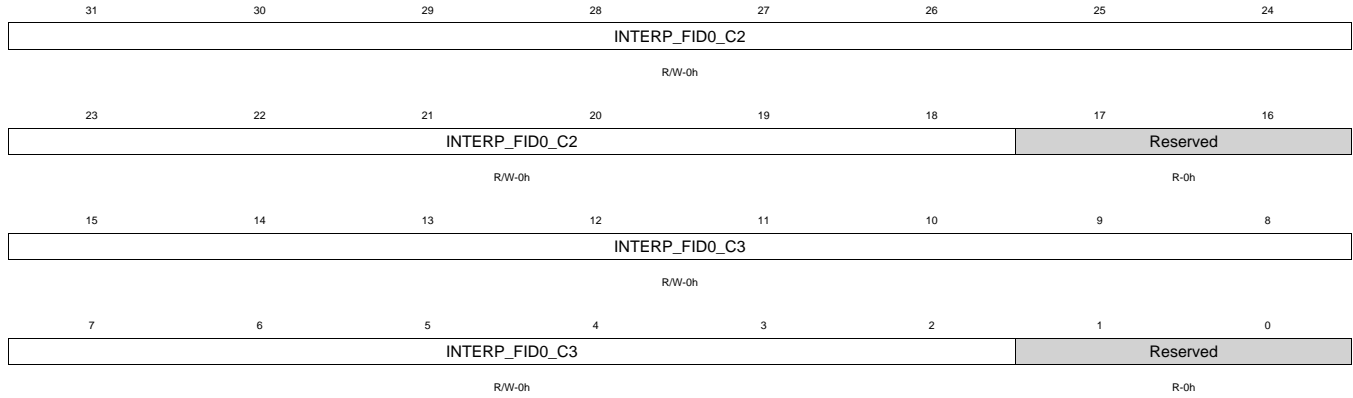 31 30 29 28 27 26 25 24
INTERP_FID0_C2
R/W-0h
23 22 21 20 19 18 17 16
INTERP_FID0_C2 Reserved
R/W-0h R-0h
15 14 13 12 11 10 9 8
INTERP_FID0_C3
R/W-0h
7 6 5 4 3 2 1 0
INTERP_FID0_C3 Reserved
R/W-0h R-0h